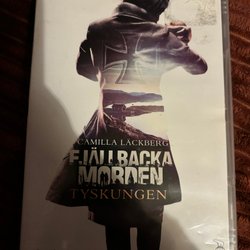 CAMILLA LÄCKBERG
FJÄLLBACKA
MORDEN
TYSKUNGEN